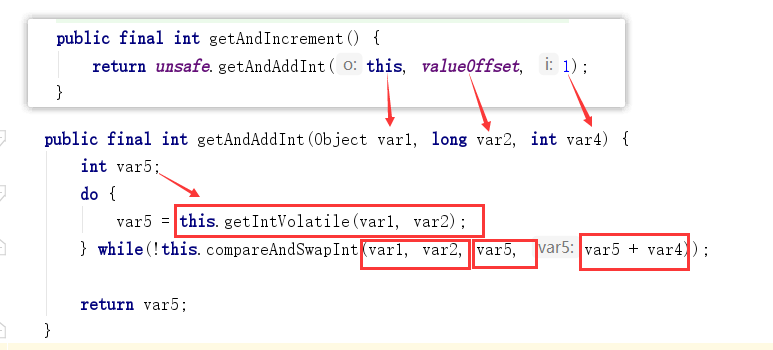 public final int getAndIncrement() {
return unsafe.getAndAddInt( o: this, valueOffset, i: 1);
}
public final int getAndAddInt(Object var1, long var2, int var4) {
int var5;
do {
var5 = this.getIntVolatile(var1, var2);
} while(!this.compareAndSwapInt(var1, var2, var5, var5: var5 + var4));
return var5;
}